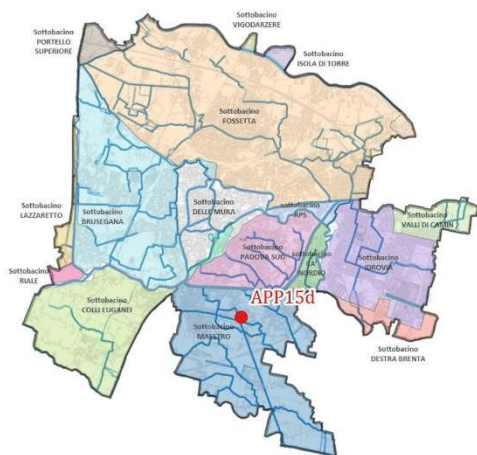 Sottobacino
VIGODARZERE
Sottobacino
PORTELLO
SUPERIORE
Sottobacino
ISOLA DI TORRE
Sottobacino
FOSSETTA
Sottobacino
LAZZARETTO
Sottobacino
BRUSEGANA
Sottobacino
DELLE MURA
sottobacino
APS
Sottobacino
VALLI DI CAMIN
Sottobacino
PADOVA SUD
Sottobacino
NORDIO
Sottobacino
IDROVIA
Sottobacino
RIALE
Sottobacino
COLLI EUGANEI
APP15d
Sottobacino
MAESTRO
Sottobacino
DESTRA BRENTA